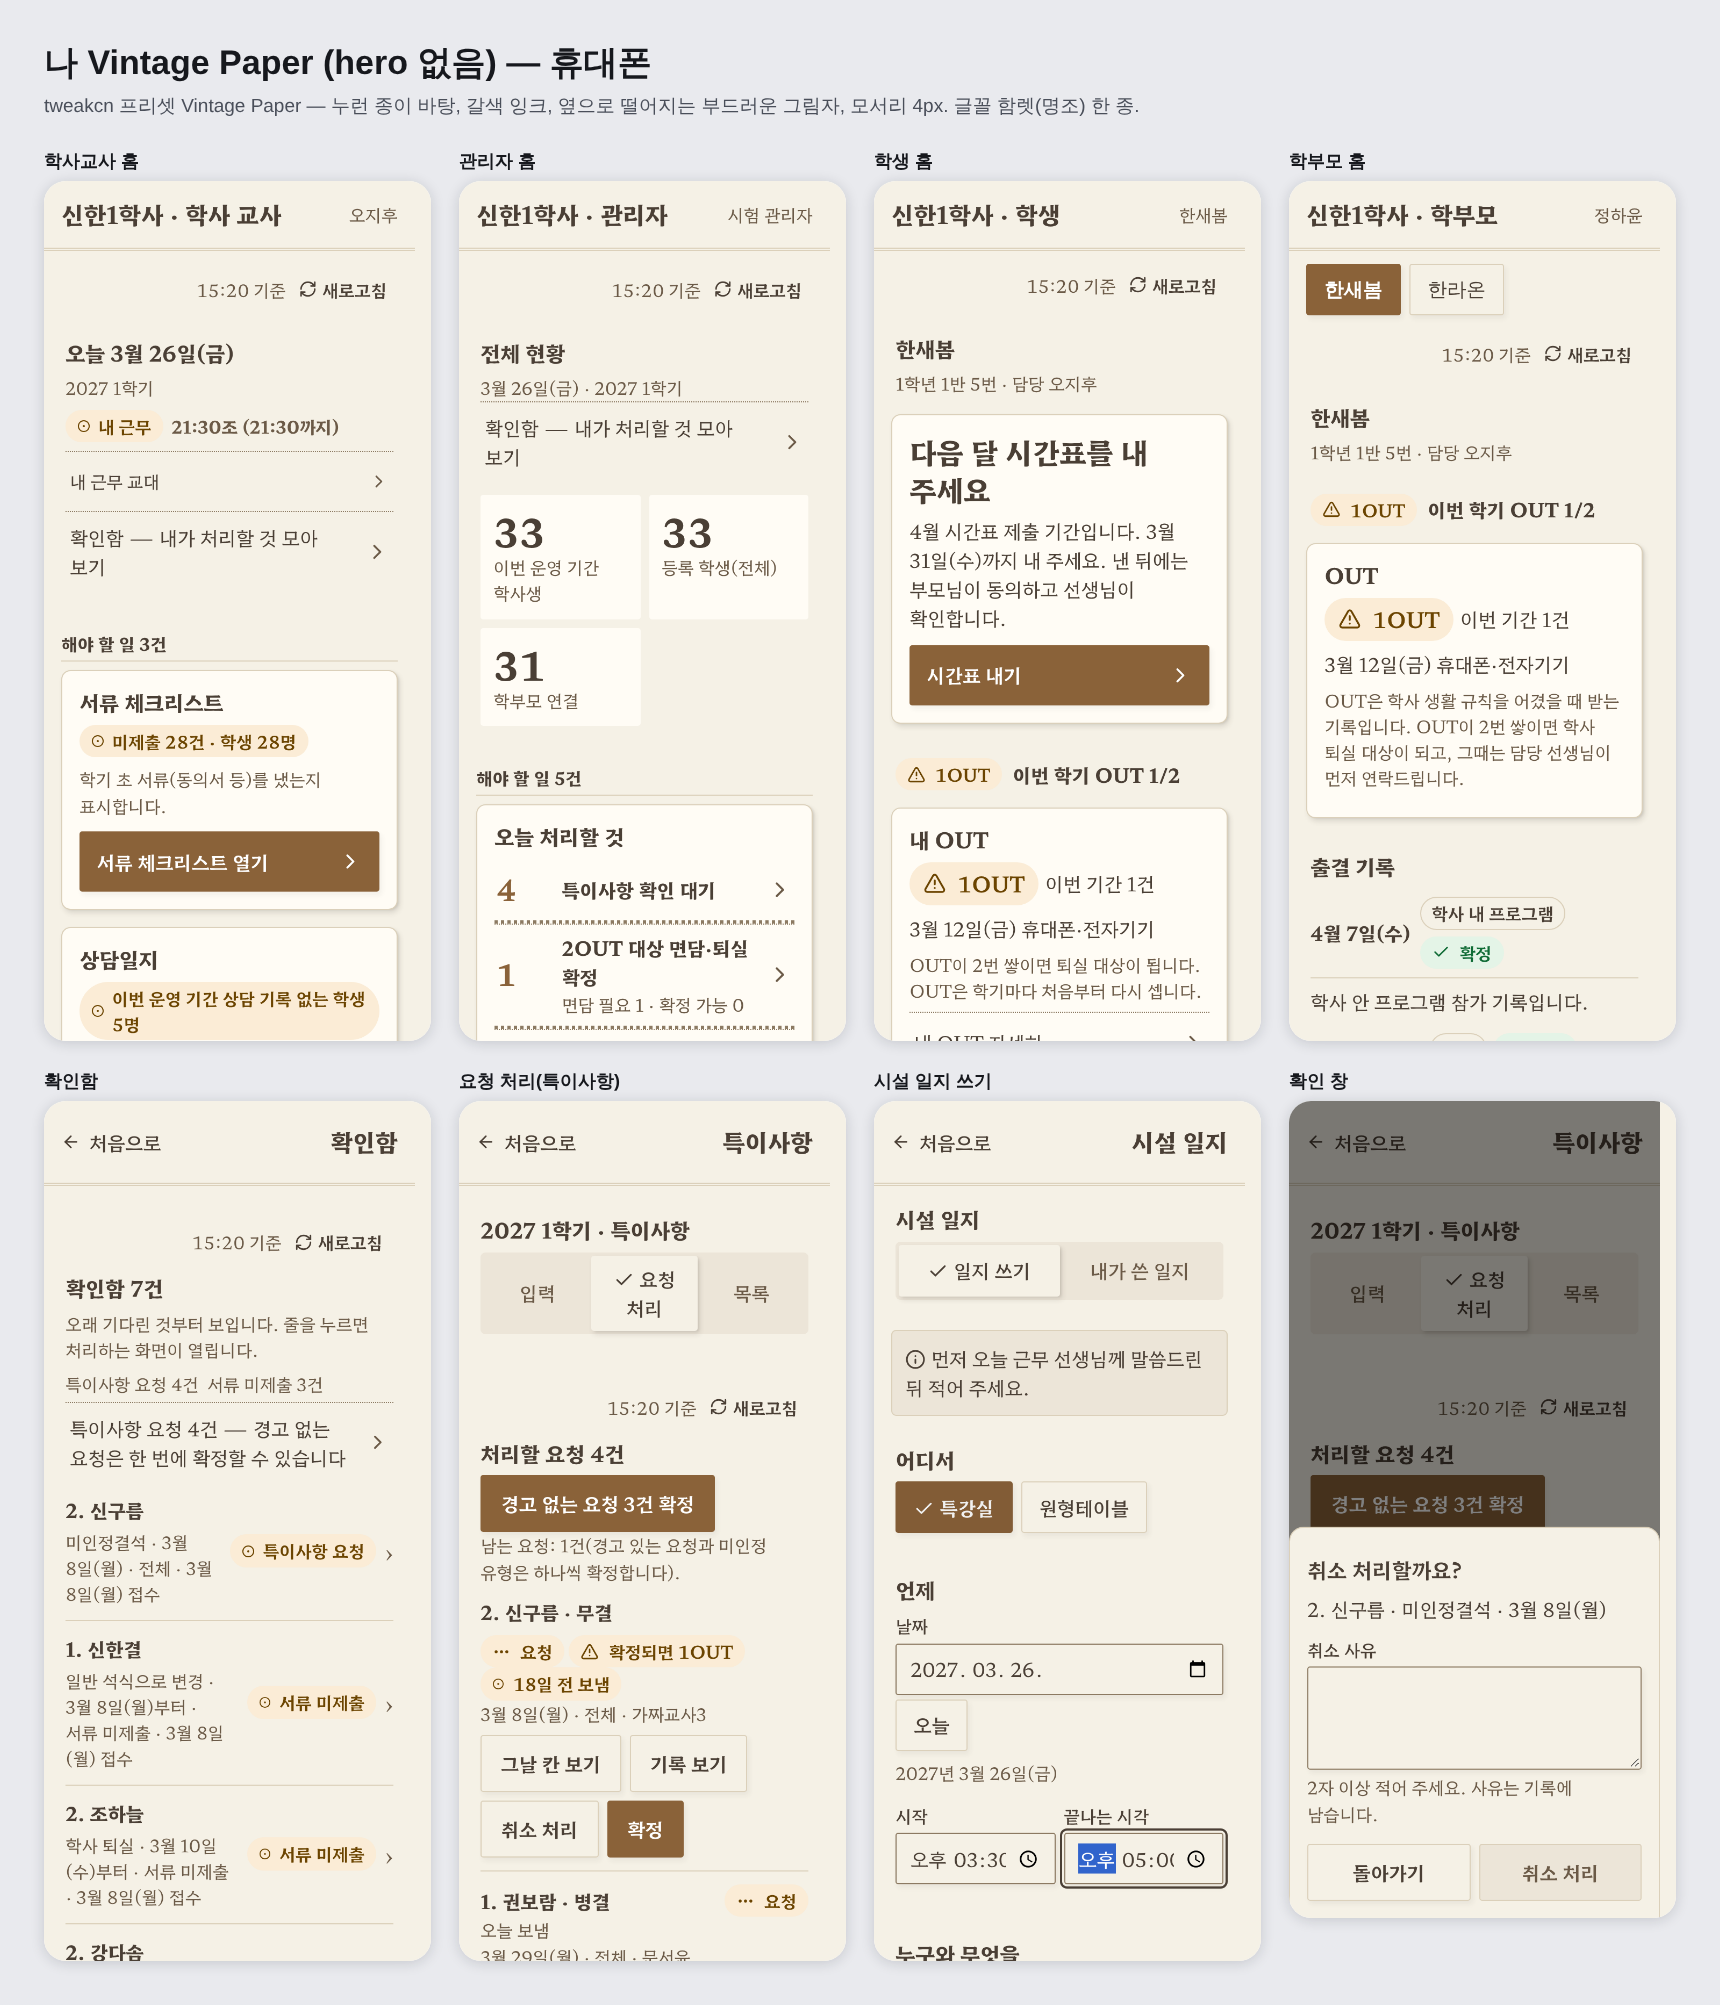 나 Vintage Paper (hero 없음) — 휴대폰
tweakcn 프리셋 Vintage Paper — 누런 종이 바탕, 갈색 잉크, 옆으로 떨어지는 부드러운 그림자, 모서리 4px. 글꼴 함렛(명조) 한 종.
학사교사 홈
신한1학사 · 학사 교사
오지후
15:20 기준 새로고침
오늘 3월 26일(금)
2027 1학기
내 근무 21:30조 (21:30까지)
내 근무 교대
확인함 — 내가 처리할 것 모아
보기
해야 할 일 3건
서류 체크리스트
미제출 28건 · 학생 28명
학기 초 서류(동의서 등)를 냈는지
표시합니다.
서류 체크리스트 열기
상담일지
이번 운영 기간 상담 기록 없는 학생
5명
관리자 홈
신한1학사 · 관리자
시험 관리자
15:20 기준 새로고침
전체 현황
3월 26일(금) · 2027 1학기
확인함 — 내가 처리할 것 모아
보기
33
이번 운영 기간
학사생
33
등록 학생(전체)
31
학부모 연결
해야 할 일 5건
오늘 처리할 것
4 특이사항 확인 대기
1 2OUT 대상 면담·퇴실
확정
면담 필요 1 · 확정 가능 0
학생 홈
신한1학사 · 학생
한새봄
15:20 기준 새로고침
한새봄
1학년 1반 5번 · 담당 오지후
다음 달 시간표를 내
주세요
4월 시간표 제출 기간입니다. 3월
31일(수)까지 내 주세요. 낸 뒤에는
부모님이 동의하고 선생님이
확인합니다.
시간표 내기
1OUT 이번 학기 OUT 1/2
내 OUT
1OUT 이번 기간 1건
3월 12일(금) 휴대폰·전자기기
OUT이 2번 쌓이면 퇴실 대상이 됩니다.
OUT은 학기마다 처음부터 다시 셉니다.
내 OUT 자세히
학부모 홈
신한1학사 · 학부모
정하윤
한새봄
한라온
15:20 기준 새로고침
한새봄
1학년 1반 5번 · 담당 오지후
1OUT 이번 학기 OUT 1/2
OUT
1OUT 이번 기간 1건
3월 12일(금) 휴대폰·전자기기
OUT은 학사 생활 규칙을 어겼을 때 받는
기록입니다. OUT이 2번 쌓이면 학사
퇴실 대상이 되고, 그때는 담당 선생님이
먼저 연락드립니다.
출결 기록
4월 7일(수)
학사 내 프로그램
확정
학사 안 프로그램 참가 기록입니다.
확인함
처음으로
확인함
15:20 기준 새로고침
확인함 7건
오래 기다린 것부터 보입니다. 줄을 누르면
처리하는 화면이 열립니다.
특이사항 요청 4건 서류 미제출 3건
특이사항 요청 4건 — 경고 없는
요청은 한 번에 확정할 수 있습니다
2. 신구름
미인정결석 · 3월
8일(월) · 전체 · 3월
8일(월) 접수
특이사항 요청
1. 신한결
일반 석식으로 변경 ·
3월 8일(월)부터 ·
서류 미제출 · 3월 8일
(월) 접수
서류 미제출
2. 조하늘
학사 퇴실 · 3월 10일
(수)부터 · 서류 미제출
· 3월 8일(월) 접수
서류 미제출
2. 강다솜
요청 처리(특이사항)
처음으로
특이사항
2027 1학기 · 특이사항
입력
요청
처리
목록
15:20 기준 새로고침
처리할 요청 4건
경고 없는 요청 3건 확정
남는 요청: 1건(경고 있는 요청과 미인정
유형은 하나씩 확정합니다).
2. 신구름 · 무결
요청 확정되면 1OUT
18일 전 보냄
3월 8일(월) · 전체 · 가짜교사3
그날 칸 보기
기록 보기
취소 처리
확정
1. 권보람 · 병결
요청
오늘 보냄
3월 29일(월) · 전체 · 문서윤
시설 일지 쓰기
처음으로
시설 일지
시설 일지
일지 쓰기
내가 쓴 일지
먼저 오늘 근무 선생님께 말씀드린
뒤 적어 주세요.
어디서
특강실
원형테이블
언제
날짜
2027. 03. 26.
오늘
2027년 3월 26일(금)
시작
끝나는 시각
오후 03:30
오후 05:00
누구와 무엇을
확인 창
처음으로
특이사항
2027 1학기 · 특이사항
입력
요청
처리
목록
15:20 기준 새로고침
처리할 요청 4건
경고 없는 요청 3건 확정
취소 처리할까요?
2. 신구름 · 미인정결석 · 3월 8일(월)
취소 사유
2자 이상 적어 주세요. 사유는 기록에
남습니다.
돌아가기
취소 처리